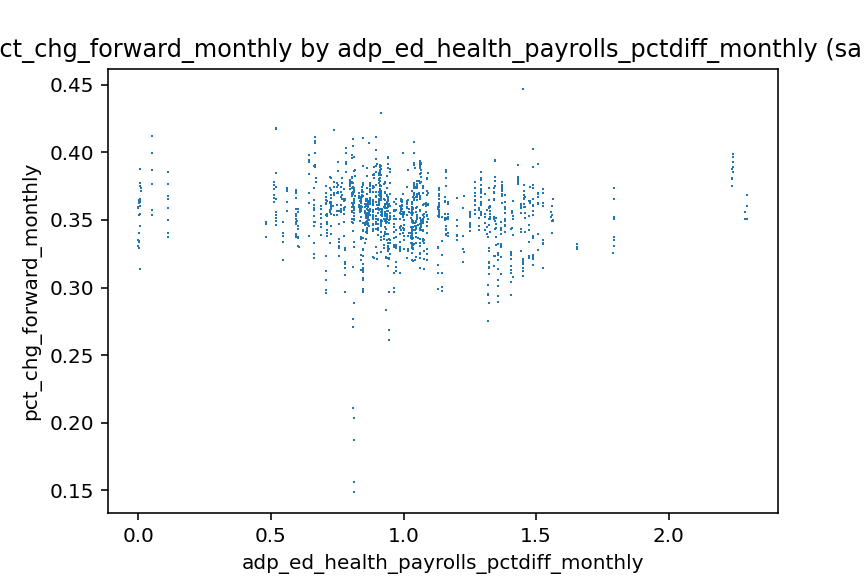 ct_chg_forward_monthly by adp_ed_health_payrolls_pctdiff_monthly (sa
0.45
0.40
0.35
0.30
0.25
0.20
0.15
pct_chg_forward_monthly
0.0 0.5 1.0 1.5 2.0
adp_ed_health_payrolls_pctdiff_monthly